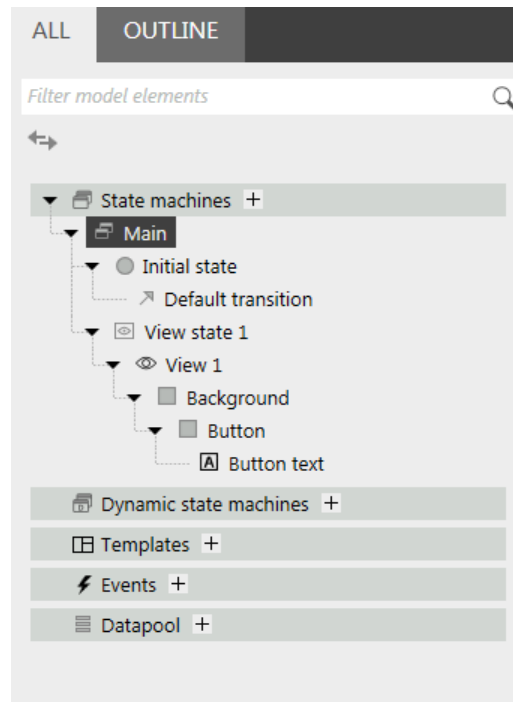 ALL OUTLINE
Filter model elements
State machines +
Main
Initial state
Default transition
View state 1
View 1
Background
Button
A Button text
Dynamic state machines +
Templates +
Events +
Datapool +